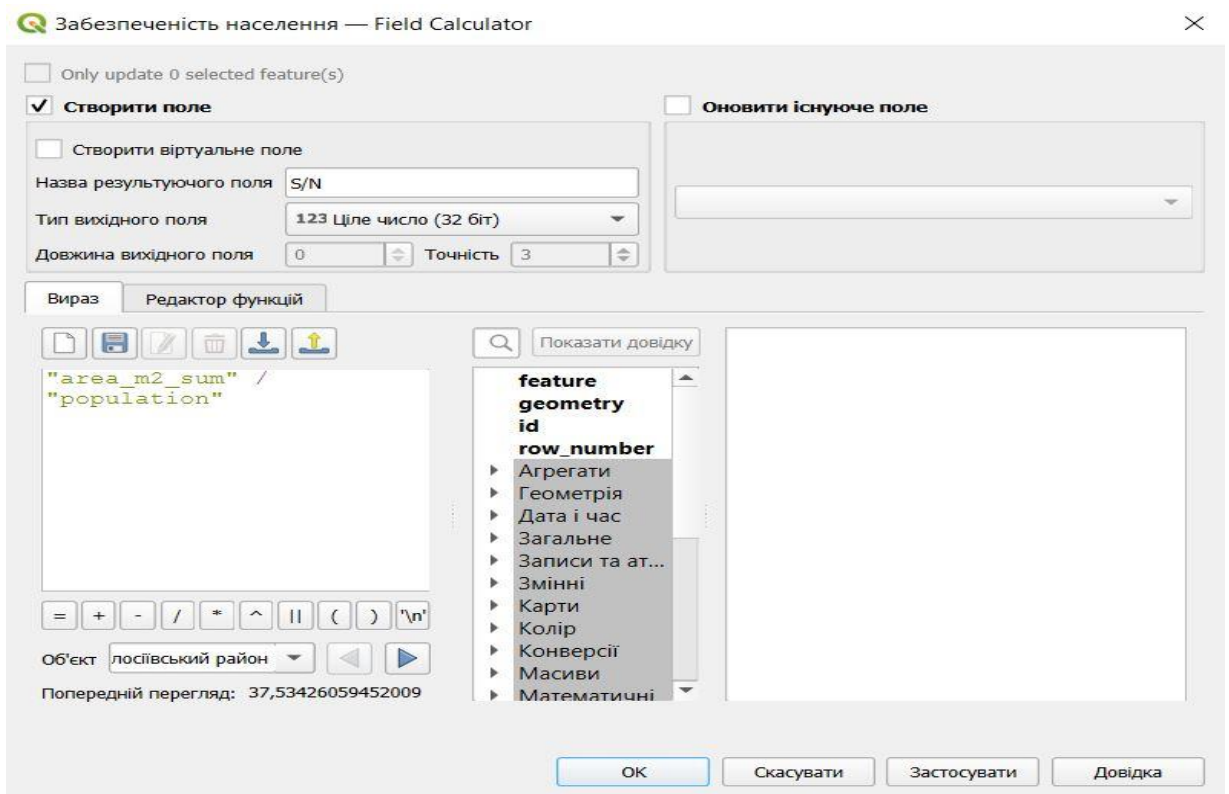 Забезпеченість населення — Field Calculator
Only update 0 selected feature(s)
Створити поле
Оновити існуюче поле
Створити віртуальне поле
Назва результуючого поля S/N
Тип вихідного поля 123 Ціле число (32 біт)
Довжина вихідного поля 0 Точність 3
Вираз Редактор функцій
Показати довідку
"area_m2_sum" /
"population"
feature
geometry
id
row_number
Агрегати
Геометрія
Дата і час
Загальне
Записи та ат...
Змінні
Карти
Колір
Конверсії
Масиви
Математичні
= + - / * ^ || ( ) '\n'
Об'єкт лосіївський район
Попередній перегляд: 37,53426059452009
OK Скасувати Застосувати Довідка